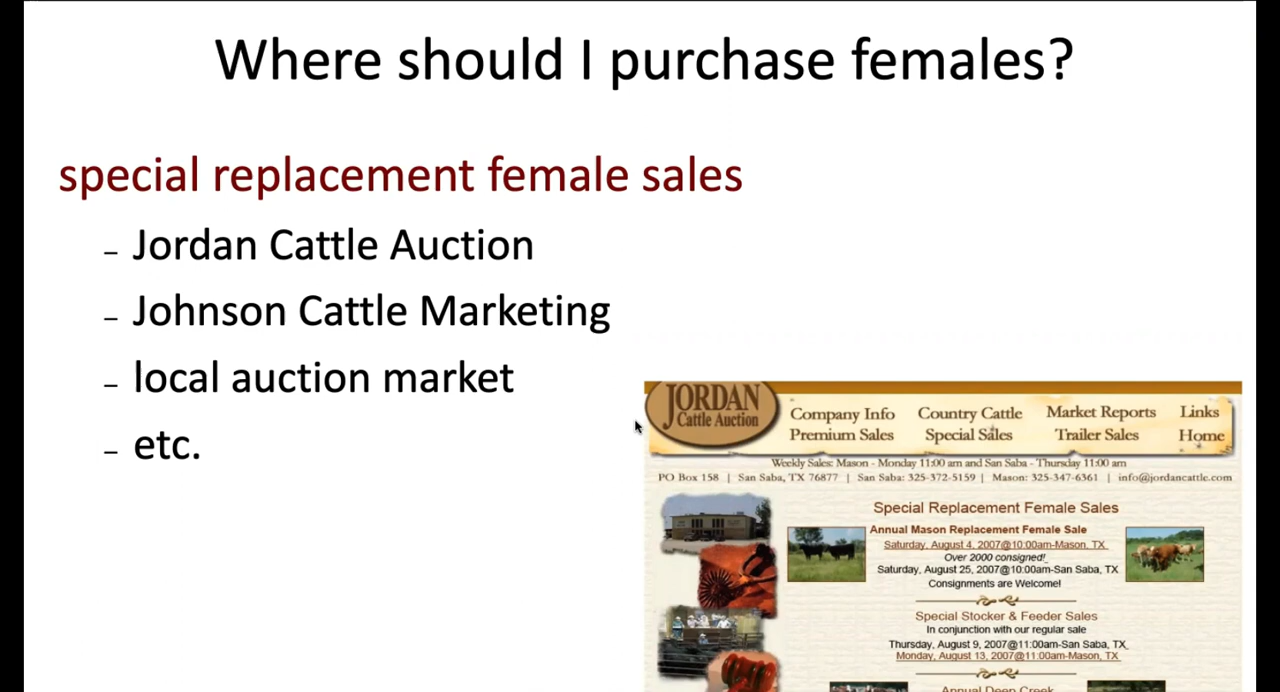 Where should I purchase females?
special replacement female sales
– Jordan Cattle Auction
– Johnson Cattle Marketing
– local auction market
– etc.
JORDAN
Cattle Auction
Company Info Country Cattle Market Reports Links
Premium Sales Special Sales Trailer Sales Home
Weekly Sales: Mason - Monday 11:00 am and San Saba - Thursday 11:00 am
PO Box 158 | San Saba, TX 76877 | San Saba: 325-372-5159 | Mason: 325-347-6361 | info@jordancattle.com
Special Replacement Female Sales
Annual Mason Replacement Female Sale
Saturday, August 4, 2007@10:00am-Mason, TX
Over 2000 consigned!
Saturday, August 25, 2007@10:00am-San Saba, TX
Consignments are Welcome!
Special Stocker & Feeder Sales
In conjunction with our regular sale
Thursday, August 9, 2007@11:00am-San Saba, TX
Monday, August 13, 2007@11:00am-Mason, TX
Annual Deep Creek